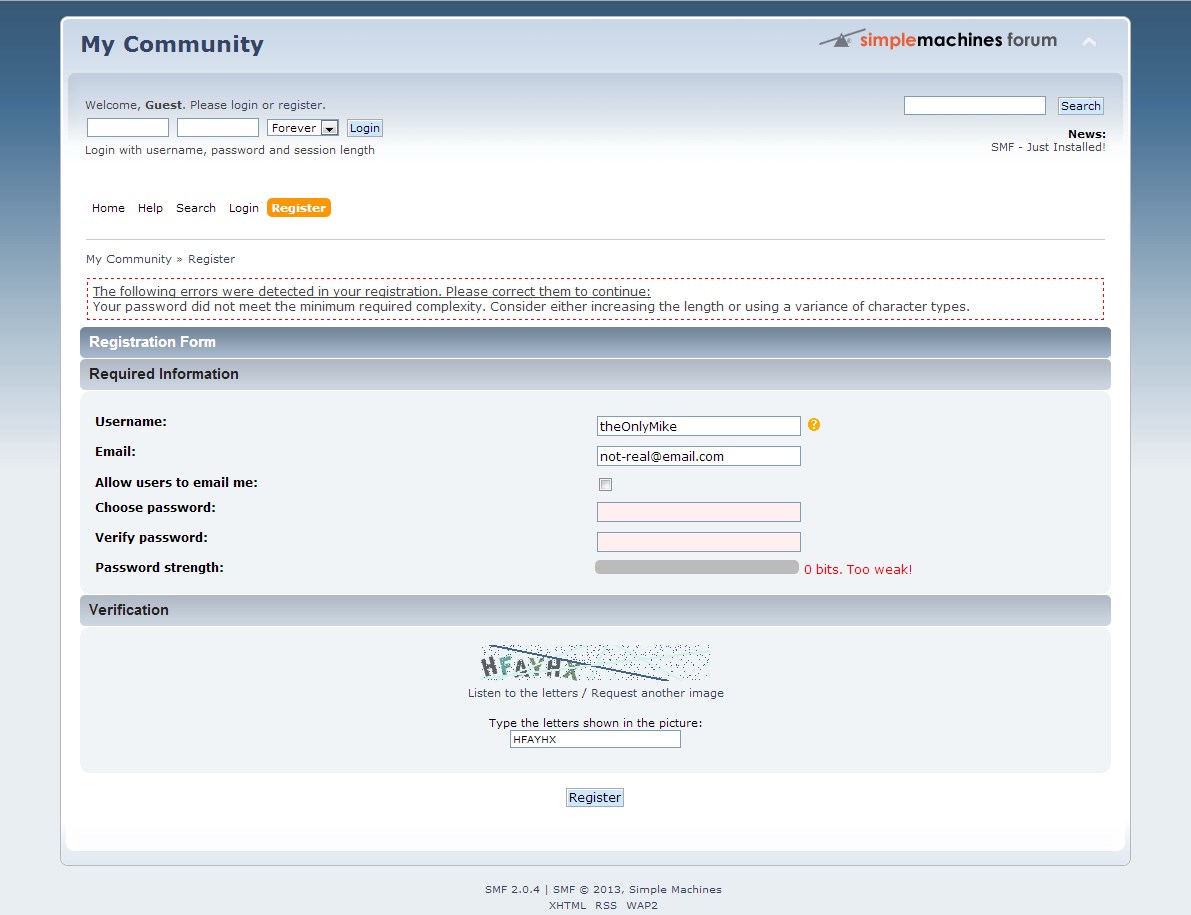 My Community
simplemachines forum
Welcome, Guest. Please login or register.
Forever Login
Login with username, password and session length
Search
News:
SMF - Just Installed!
Home Help Search Login Register
My Community » Register
The following errors were detected in your registration. Please correct them to continue:
Your password did not meet the minimum required complexity. Consider either increasing the length or using a variance of character types.
Registration Form
Required Information
Username: theOnlyMike ?
Email: not-real@email.com
Allow users to email me:
Choose password:
Verify password:
Password strength: 0 bits. Too weak!
Verification
HFAYHX
Listen to the letters / Request another image
Type the letters shown in the picture:
HFAYHX
Register
SMF 2.0.4 | SMF © 2013, Simple Machines
XHTML RSS WAP2